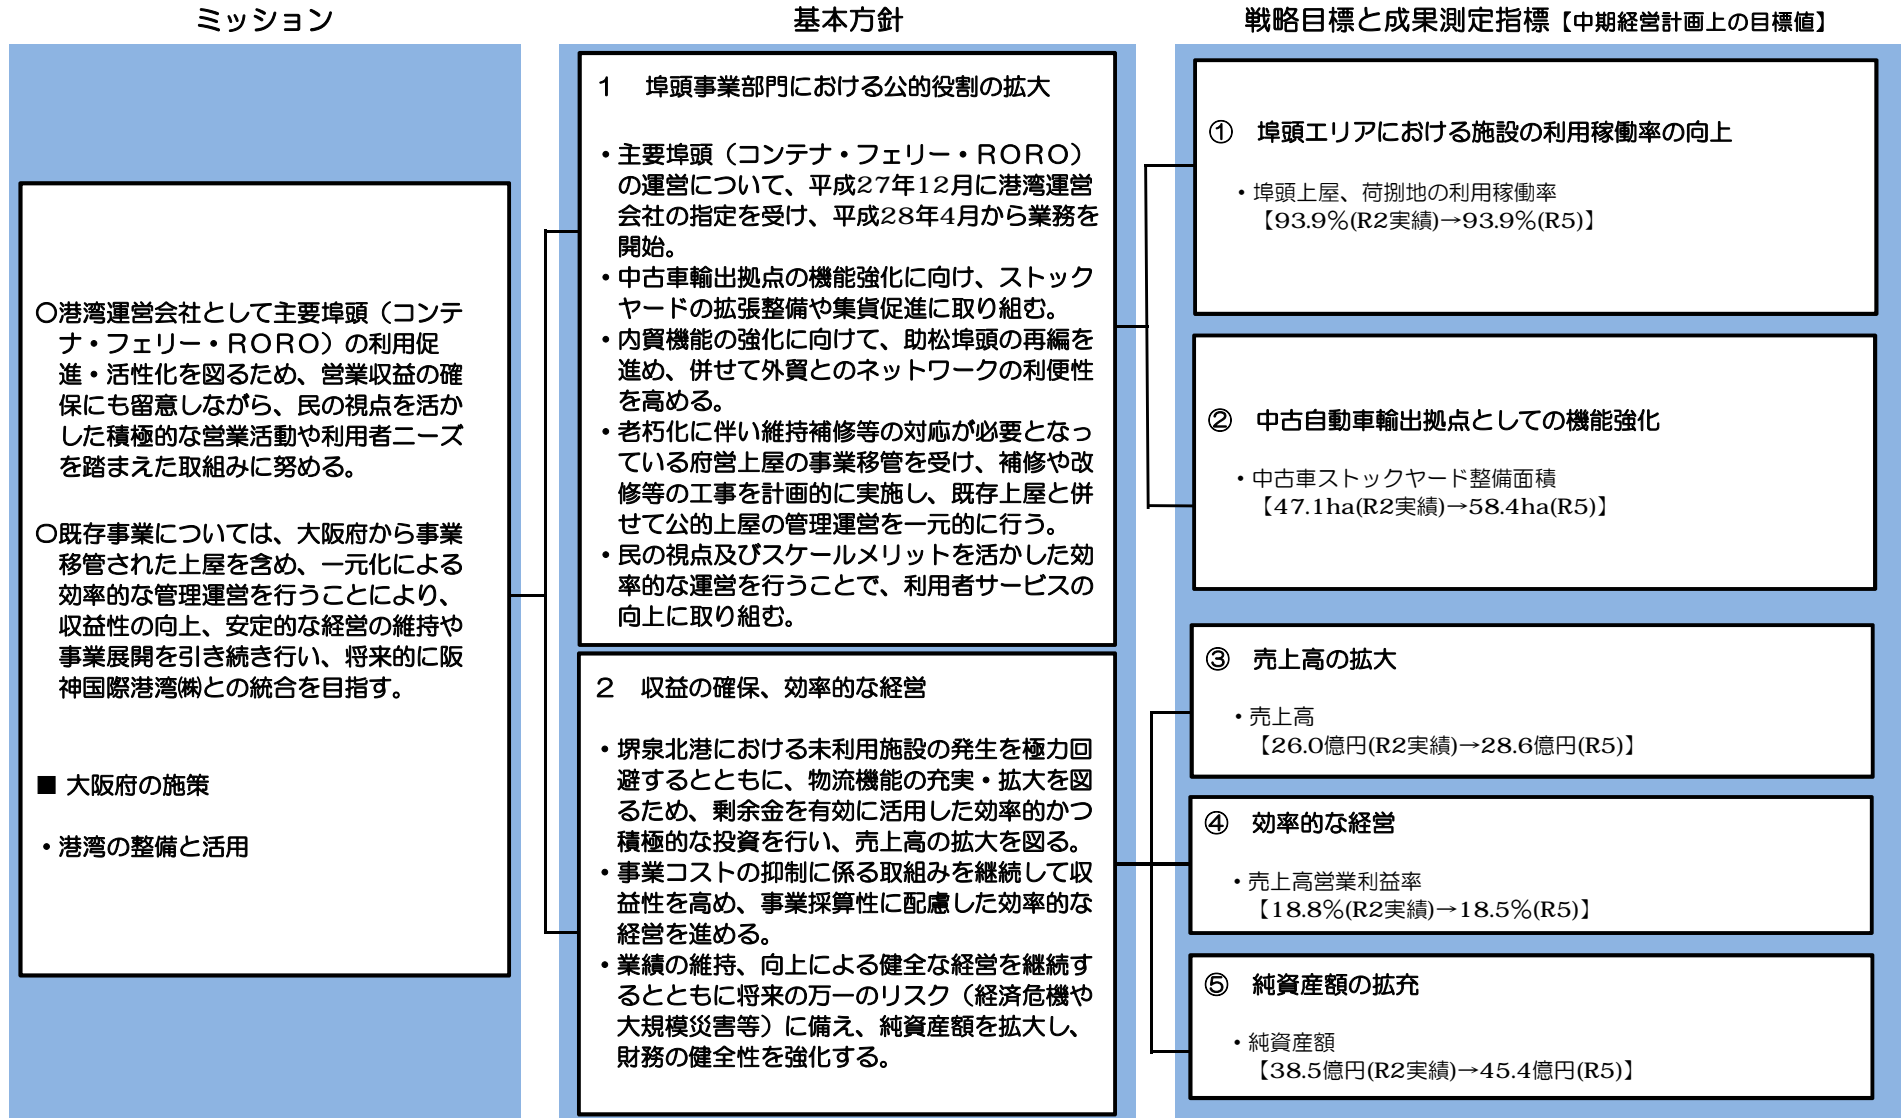 ミッション
〇港湾運営会社として主要埠頭（コンテ
ナ・フェリー・ＲＯＲＯ）の利用促
進・活性化を図るため、営業収益の確
保にも留意しながら、民の視点を活か
した積極的な営業活動や利用者ニーズ
を踏まえた取組みに努める。
〇既存事業については、大阪府から事業
移管された上屋を含め、一元化による
効率的な管理運営を行うことにより、
収益性の向上、安定的な経営の維持や
事業展開を引き続き行い、将来的に阪
神国際港湾㈱との統合を目指す。
■ 大阪府の施策
・港湾の整備と活用
基本方針
１　埠頭事業部門における公的役割の拡大
・主要埠頭（コンテナ・フェリー・ＲＯＲＯ）
の運営について、平成27年12月に港湾運営
会社の指定を受け、平成28年4月から業務を
開始。
・中古車輸出拠点の機能強化に向け、ストック
ヤードの拡張整備や集貨促進に取り組む。
・内貿機能の強化に向けて、助松埠頭の再編を
進め、併せて外貿とのネットワークの利便性
を高める。
・老朽化に伴い維持補修等の対応が必要となっ
ている府営上屋の事業移管を受け、補修や改
修等の工事を計画的に実施し、既存上屋と併
せて公的上屋の管理運営を一元的に行う。
・民の視点及びスケールメリットを活かした効
率的な運営を行うことで、利用者サービスの
向上に取り組む。
２　収益の確保、効率的な経営
・堺泉北港における未利用施設の発生を極力回
避するとともに、物流機能の充実・拡大を図
るため、剰余金を有効に活用した効率的かつ
積極的な投資を行い、売上高の拡大を図る。
・事業コストの抑制に係る取組みを継続して収
益性を高め、事業採算性に配慮した効率的な
経営を進める。
・業績の維持、向上による健全な経営を継続す
るとともに将来の万一のリスク（経済危機や
大規模災害等）に備え、純資産額を拡大し、
財務の健全性を強化する。
戦略目標と成果測定指標【中期経営計画上の目標値】
①　埠頭エリアにおける施設の利用稼働率の向上
・埠頭上屋、荷捌地の利用稼働率
【93.9％(R2実績)→93.9％(R5)】
②　中古自動車輸出拠点としての機能強化
・中古車ストックヤード整備面積
【47.1ha(R2実績)→58.4ha(R5)】
③　売上高の拡大
・売上高
【26.0億円(R2実績)→28.6億円(R5)】
④　効率的な経営
・売上高営業利益率
【18.8％(R2実績)→18.5％(R5)】
⑤　純資産額の拡充
・純資産額
【38.5億円(R2実績)→45.4億円(R5)】